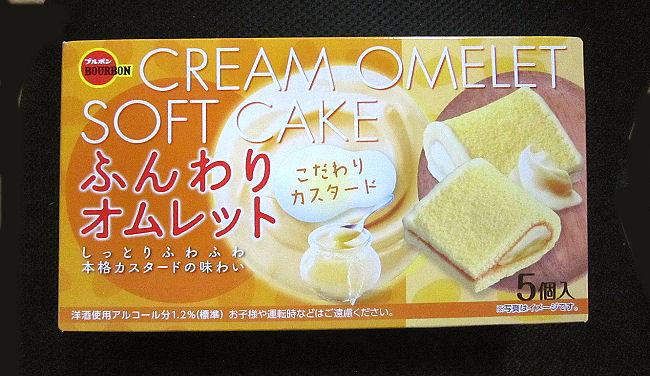 ブルボン
BOURBON
CREAM OMELET
SOFT CAKE
ふんわり
オムレット
こだわり
カスタード
しっとりふわふわ
本格カスタードの味わい
5個入
※写真はイメージです。
洋酒使用アルコール分1.2%(標準) お子様や運転時などはご遠慮ください。